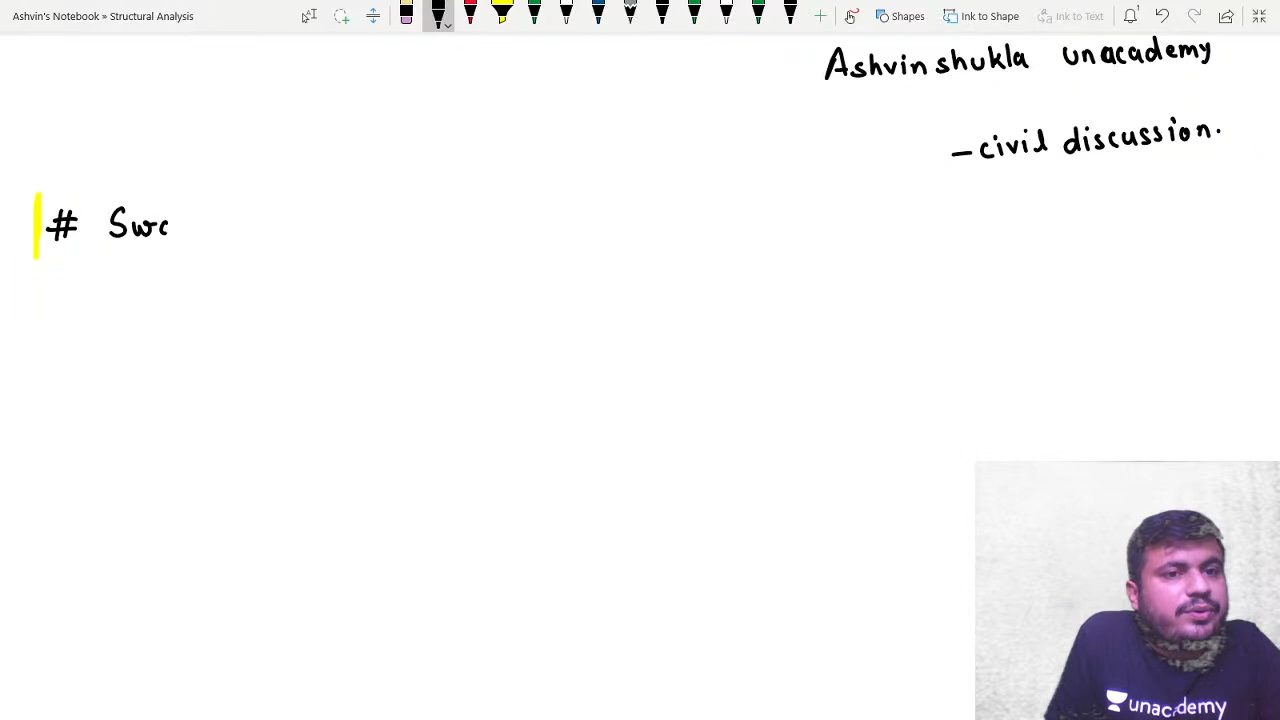 Ashvin's Notebook » Structural Analysis
Shapes
Ink to Shape
Ink to Text
Ashvin shukla unacademy
- civil discussion.
# Swc
unacademy